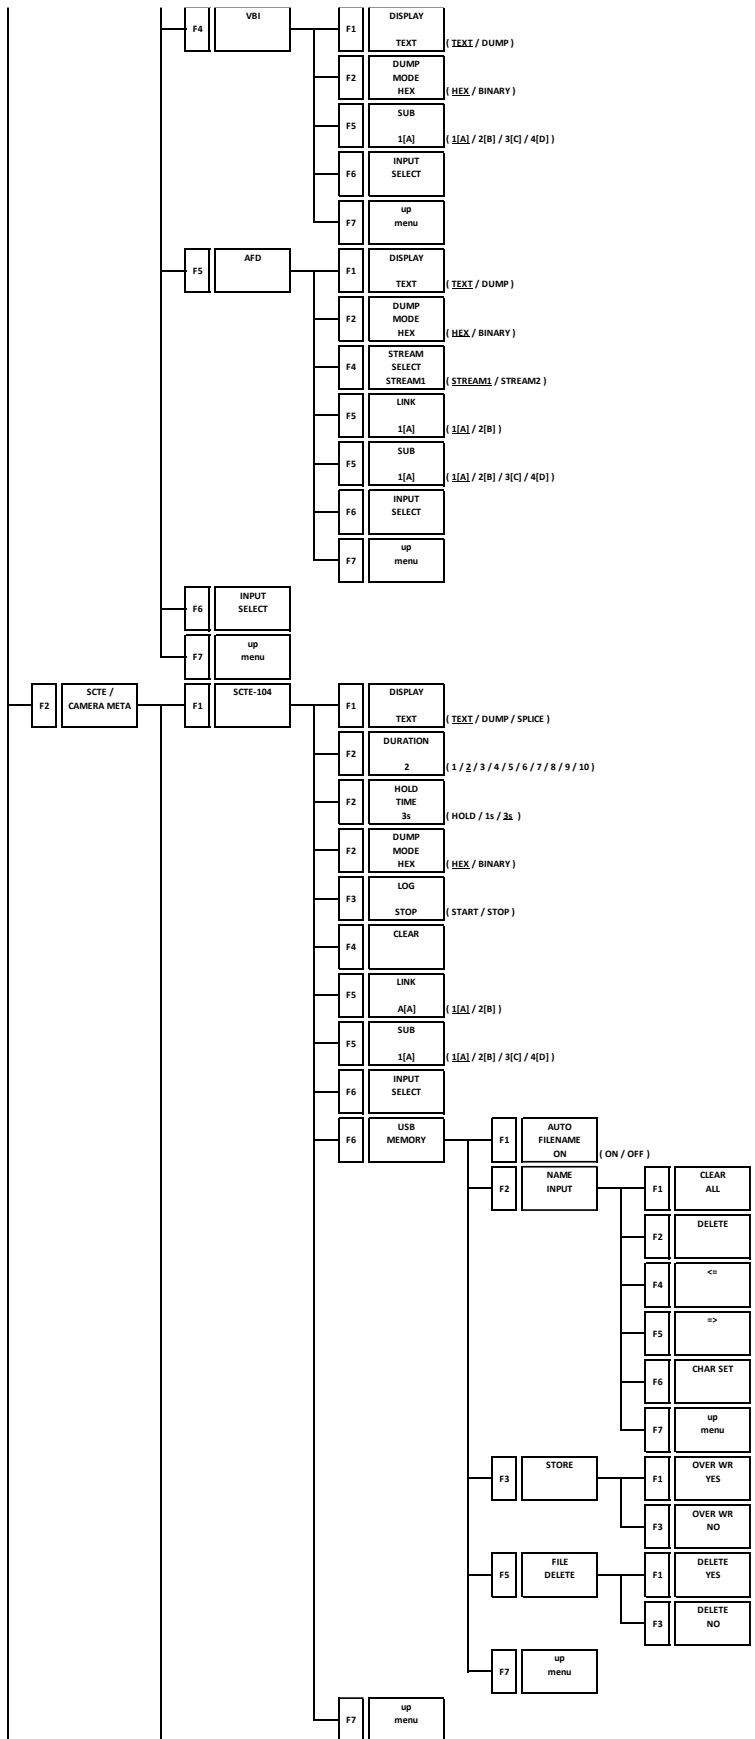 F4
VBI
F1
DISPLAY
TEXT
( TEXT / DUMP )
F2
DUMP
MODE
HEX
( HEX / BINARY )
F5
SUB
1[A]
( 1[A] / 2[B] / 3[C] / 4[D] )
F6
INPUT
SELECT
F7
up
menu
F5
AFD
F1
DISPLAY
TEXT
( TEXT / DUMP )
F2
DUMP
MODE
HEX
( HEX / BINARY )
F4
STREAM
SELECT
STREAM1
( STREAM1 / STREAM2 )
F5
LINK
1[A]
( 1[A] / 2[B] )
F5
SUB
1[A]
( 1[A] / 2[B] / 3[C] / 4[D] )
F6
INPUT
SELECT
F7
up
menu
F6
INPUT
SELECT
F7
up
menu
F2
SCTE /
CAMERA META
F1
SCTE-104
F1
DISPLAY
TEXT
( TEXT / DUMP / SPLICE )
F2
DURATION
2
( 1 / 2 / 3 / 4 / 5 / 6 / 7 / 8 / 9 / 10 )
F2
HOLD
TIME
3s
( HOLD / 1s / 3s )
F2
DUMP
MODE
HEX
( HEX / BINARY )
F3
LOG
STOP
( START / STOP )
F4
CLEAR
F5
LINK
A[A]
( 1[A] / 2[B] )
F5
SUB
1[A]
( 1[A] / 2[B] / 3[C] / 4[D] )
F6
INPUT
SELECT
F6
USB
MEMORY
F1
AUTO
FILENAME
ON
( ON / OFF )
F2
NAME
INPUT
F1
CLEAR
ALL
F2
DELETE
F4
<=
F5
=>
F6
CHAR SET
F7
up
menu
F3
STORE
F1
OVER WR
YES
F3
OVER WR
NO
F5
FILE
DELETE
F1
DELETE
YES
F3
DELETE
NO
F7
up
menu
F7
up
menu